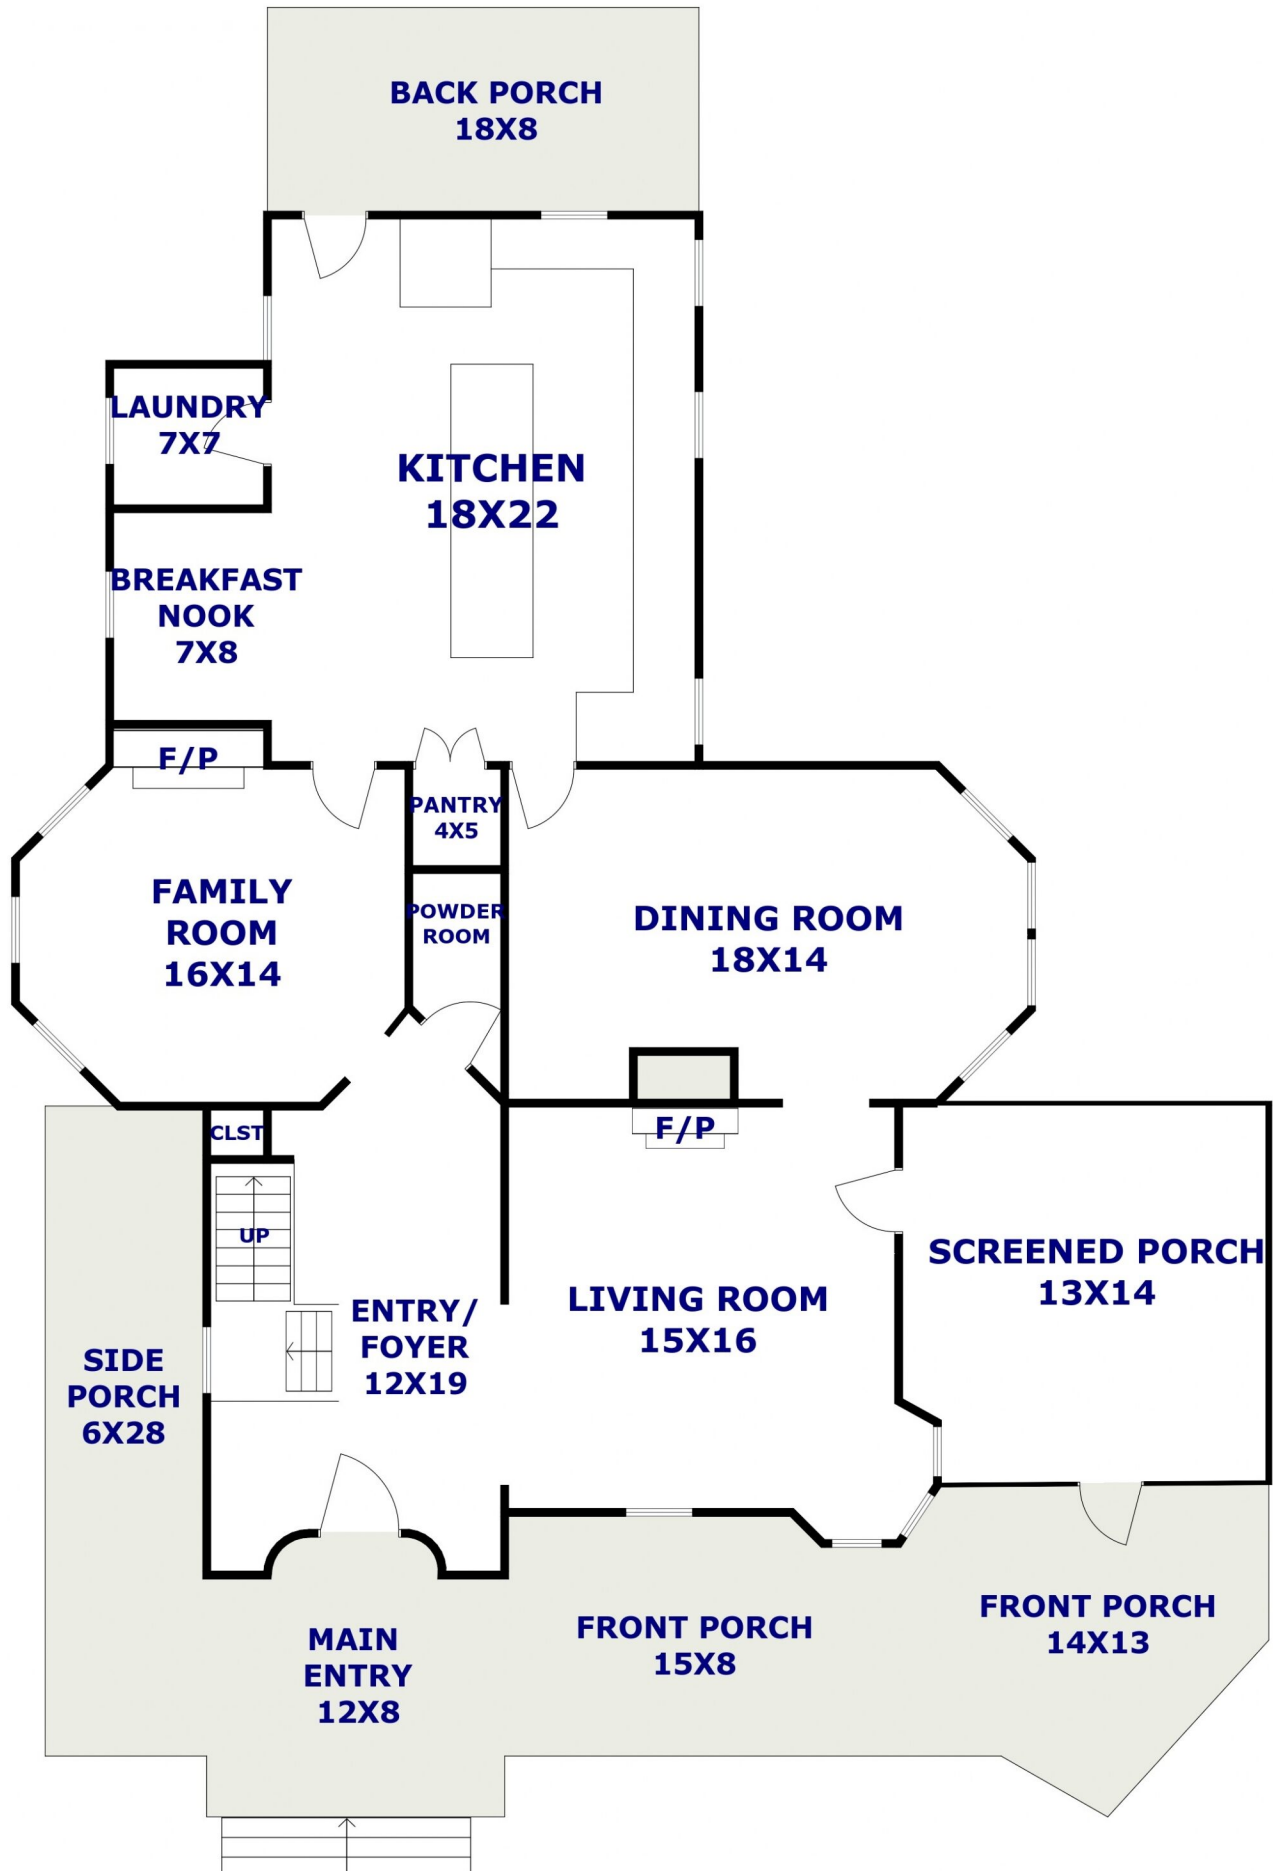 BACK PORCH
18X8
LAUNDRY
7X7
KITCHEN
18X22
BREAKFAST
NOOK
7X8
F/P
PANTRY
4X5
FAMILY
ROOM
16X14
POWDER
ROOM
DINING ROOM
18X14
CLST
F/P
UP
SCREENED PORCH
13X14
ENTRY/
FOYER
12X19
LIVING ROOM
15X16
SIDE
PORCH
6X28
MAIN
ENTRY
12X8
FRONT PORCH
15X8
FRONT PORCH
14X13